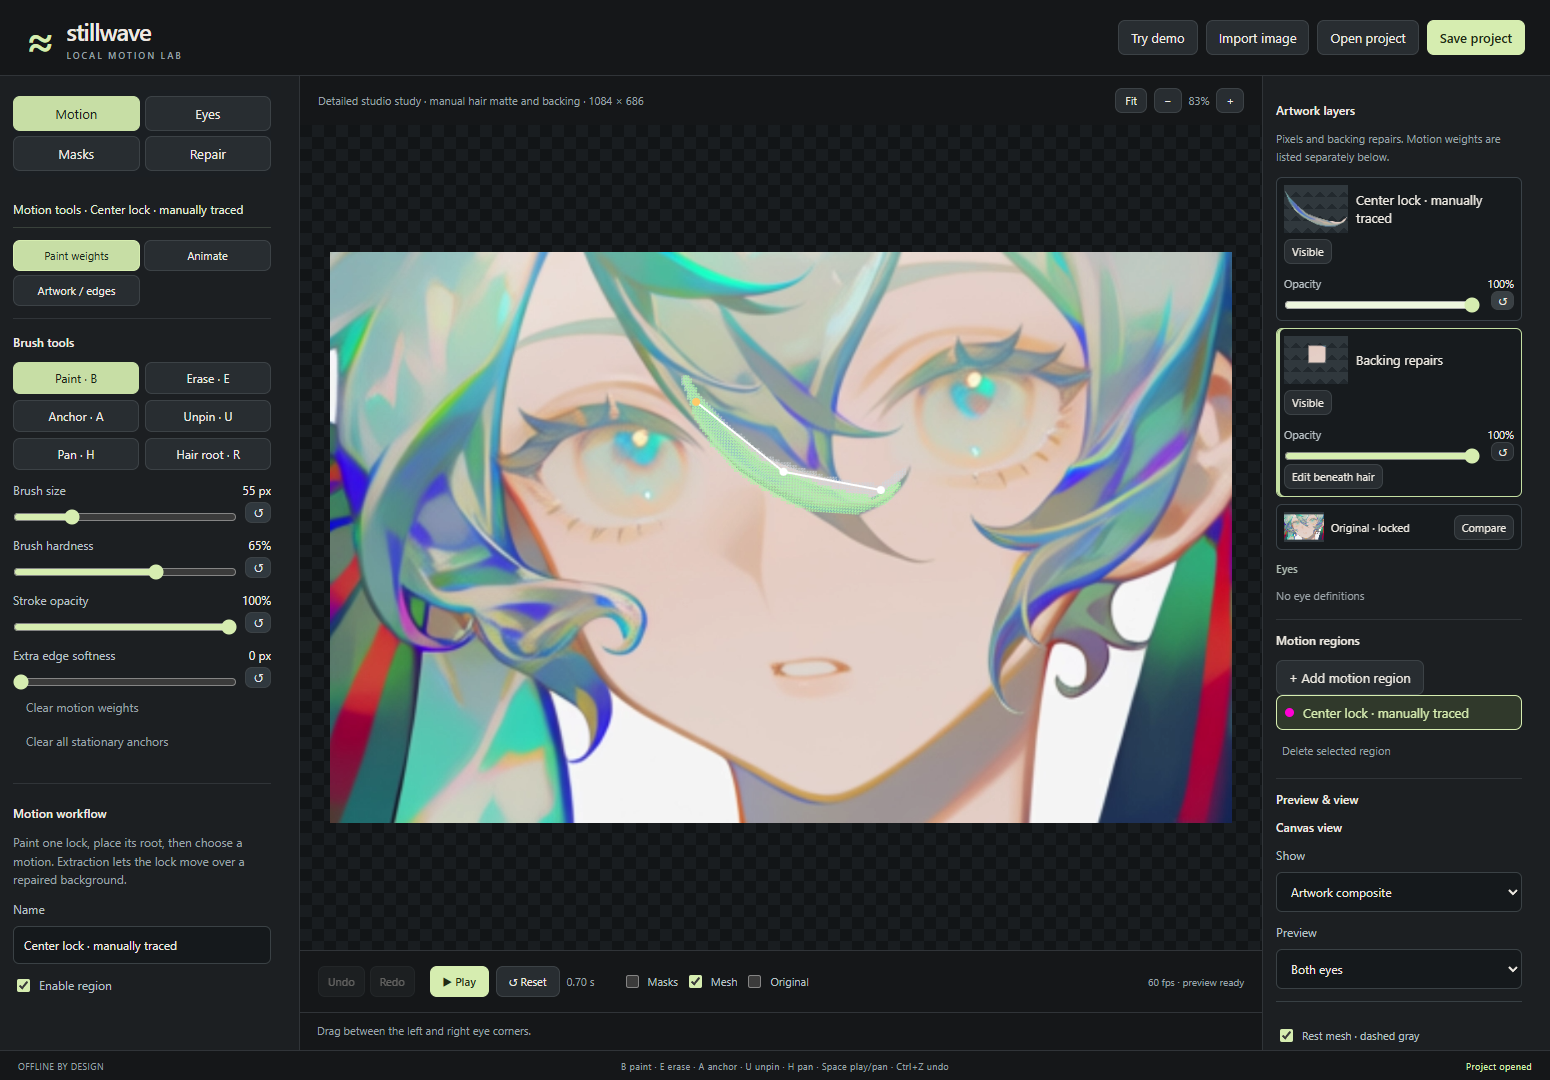 stillwave
LOCAL MOTION LAB
Try demo
Import image
Open project
Save project
Motion
Eyes
Masks
Repair
Motion tools · Center lock · manually traced
Paint weights
Animate
Artwork / edges
Brush tools
Paint · B
Erase · E
Anchor · A
Unpin · U
Pan · H
Hair root · R
Brush size
55 px
↺
Brush hardness
65%
↺
Stroke opacity
100%
↺
Extra edge softness
0 px
↺
Clear motion weights
Clear all stationary anchors
Motion workflow
Paint one lock, place its root, then choose a
motion. Extraction lets the lock move over a
repaired background.
Name
Center lock · manually traced
Enable region
Detailed studio study · manual hair matte and backing · 1084 × 686
Fit
−
83%
+
Undo
Redo
▶ Play
↺ Reset
0.70 s
Masks
Mesh
Original
60 fps · preview ready
Drag between the left and right eye corners.
Artwork layers
Pixels and backing repairs. Motion weights are
listed separately below.
Center lock · manually
traced
Visible
Opacity
100%
↺
Backing repairs
Visible
Opacity
100%
↺
Edit beneath hair
Original · locked
Compare
Eyes
No eye definitions
Motion regions
+ Add motion region
Center lock · manually traced
Delete selected region
Preview & view
Canvas view
Show
Artwork composite
Preview
Both eyes
Rest mesh · dashed gray
OFFLINE BY DESIGN
B paint · E erase · A anchor · U unpin · H pan · Space play/pan · Ctrl+Z undo
Project opened